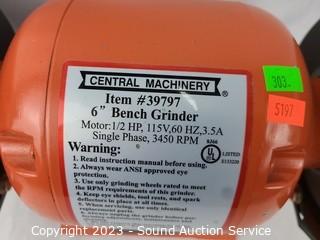 CENTRAL MACHINERY®
Item #39797
6" Bench Grinder
Motor:1/2 HP, 115V,60 HZ,3.5A
Single Phase, 3450 RPM
Warning:
1. Read instruction manual before using.
2. Always wear ANSI approved eye
protection.
3. Use only grinding wheels rated to meet
the RPM requirements of this grinder.
4. Keep eye shields, tool rests, and spark
deflectors in place at all times.
5. When servicing, use only identical
replacement parts.
UL
LISTED
303
5197
Copyright 2023 - Sound Auction Service